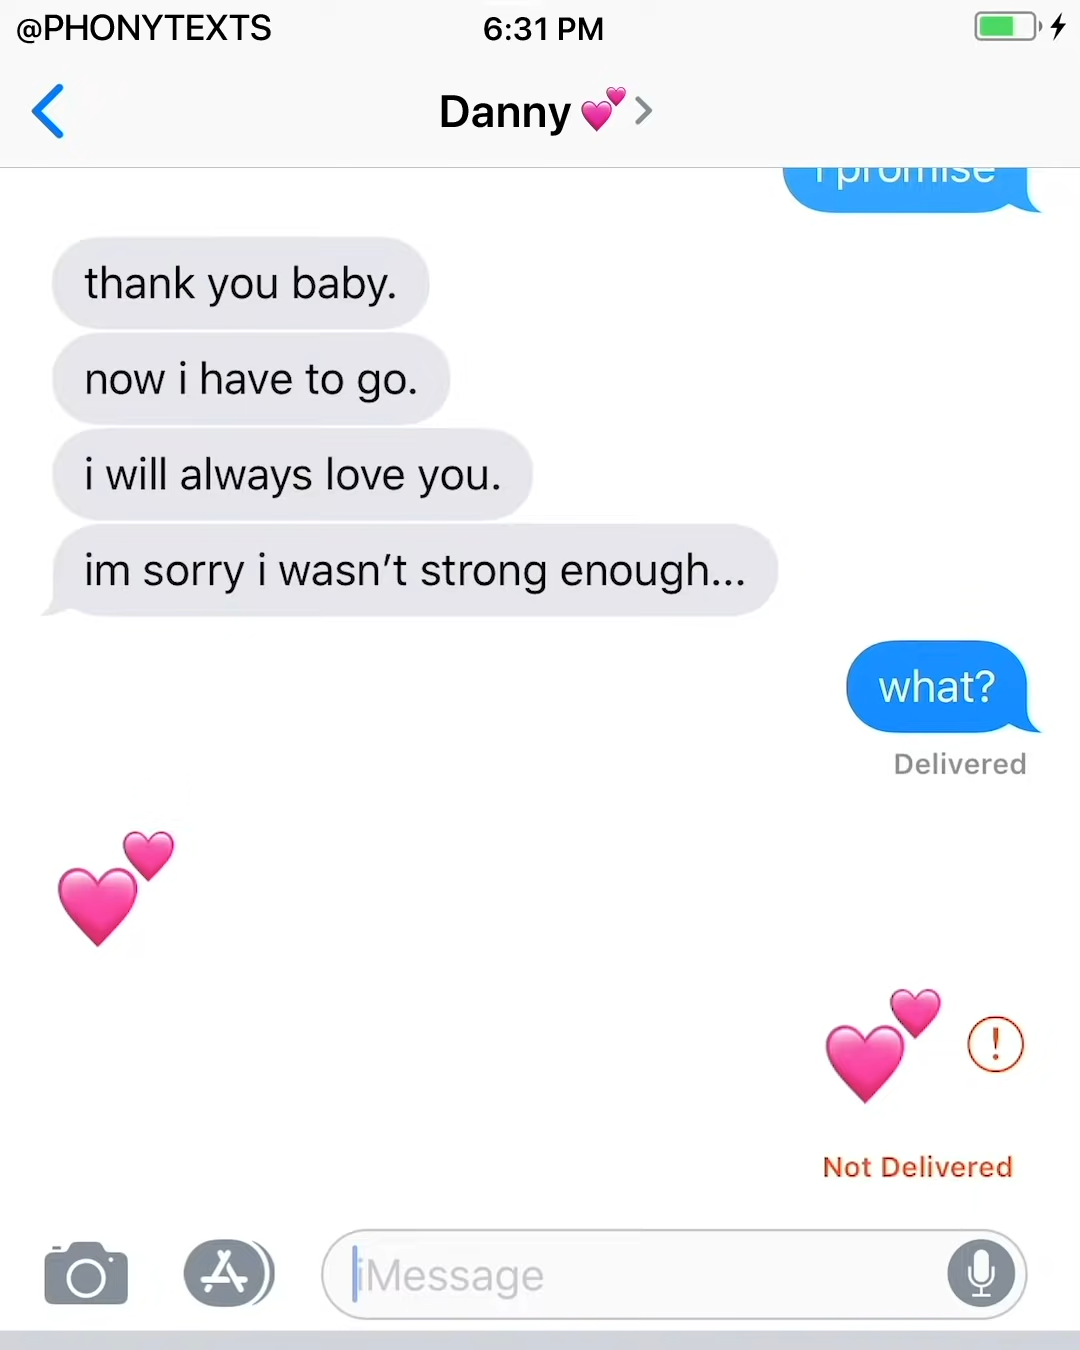 @PHONYTEXTS 6:31 PM
Danny
i promise
thank you baby.
now i have to go.
i will always love you.
im sorry i wasn't strong enough...
what?
Delivered
Not Delivered
iMessage